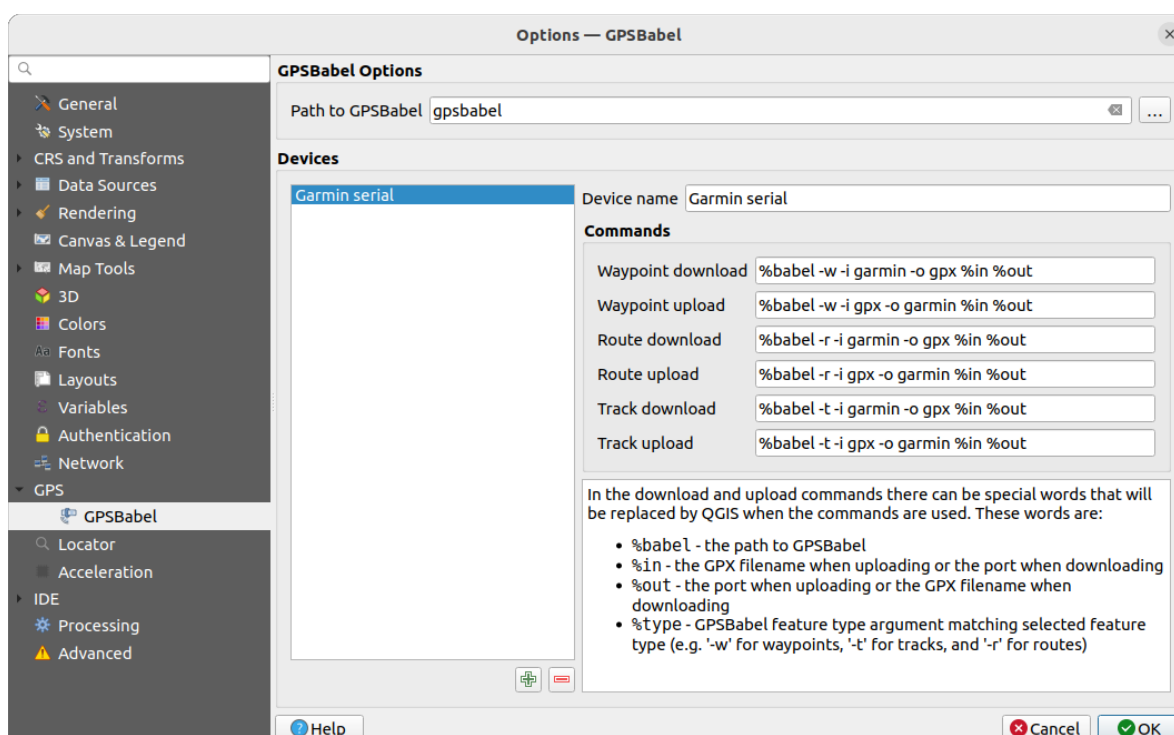 Options — GPSBabel
General
System
CRS and Transforms
Data Sources
Rendering
Canvas & Legend
Map Tools
3D
Colors
Fonts
Layouts
Variables
Authentication
Network
GPS
GPSBabel
Locator
Acceleration
IDE
Processing
Advanced
GPSBabel Options
Path to GPSBabel gpsbabel ...
Devices
Garmin serial
Device name Garmin serial
Commands
Waypoint download %babel -w -i garmin -o gpx %in %out
Waypoint upload %babel -w -i gpx -o garmin %in %out
Route download %babel -r -i garmin -o gpx %in %out
Route upload %babel -r -i gpx -o garmin %in %out
Track download %babel -t -i garmin -o gpx %in %out
Track upload %babel -t -i gpx -o garmin %in %out
In the download and upload commands there can be special words that will
be replaced by QGIS when the commands are used. These words are:
• %babel - the path to GPSBabel
• %in - the GPX filename when uploading or the port when downloading
• %out - the port when uploading or the GPX filename when
downloading
• %type - GPSBabel feature type argument matching selected feature
type (e.g. '-w' for waypoints, '-t' for tracks, and '-r' for routes)
Help
Cancel
OK